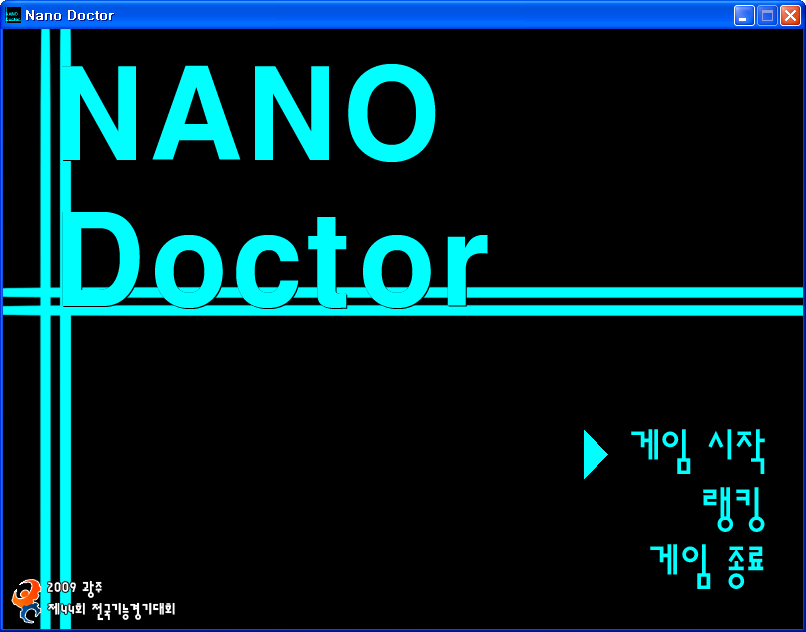 Nano Doctor
NANO
Doctor
게임 시작
랭킹
게임 종료
2009 광주
제44회 전국기능경기대회